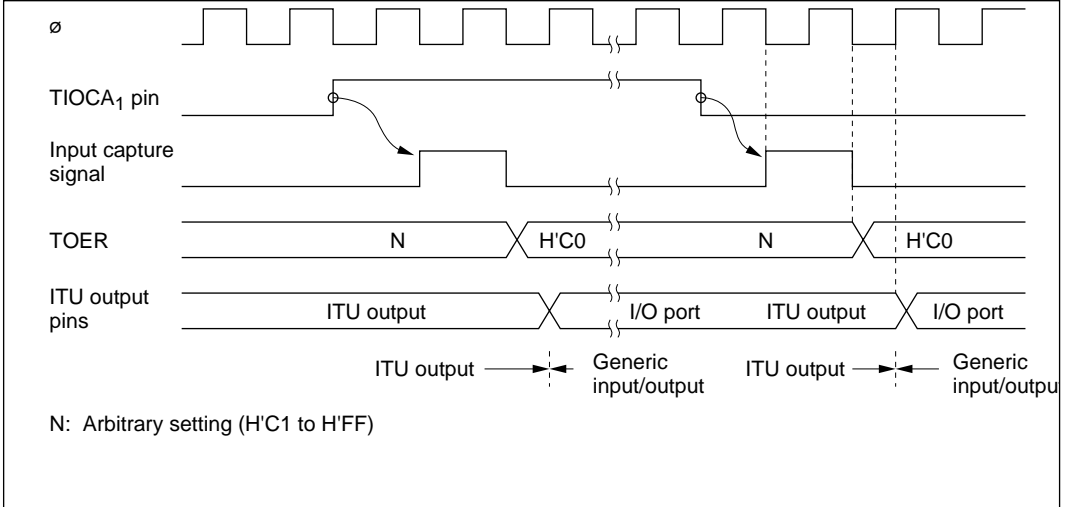 ø
TIOCA1 pin
Input capture
signal
TOER N H'C0 N H'C0
ITU output
pins
ITU output I/O port ITU output I/O port
ITU output Generic
input/output
ITU output Generic
input/outpu
N: Arbitrary setting (H'C1 to H'FF)